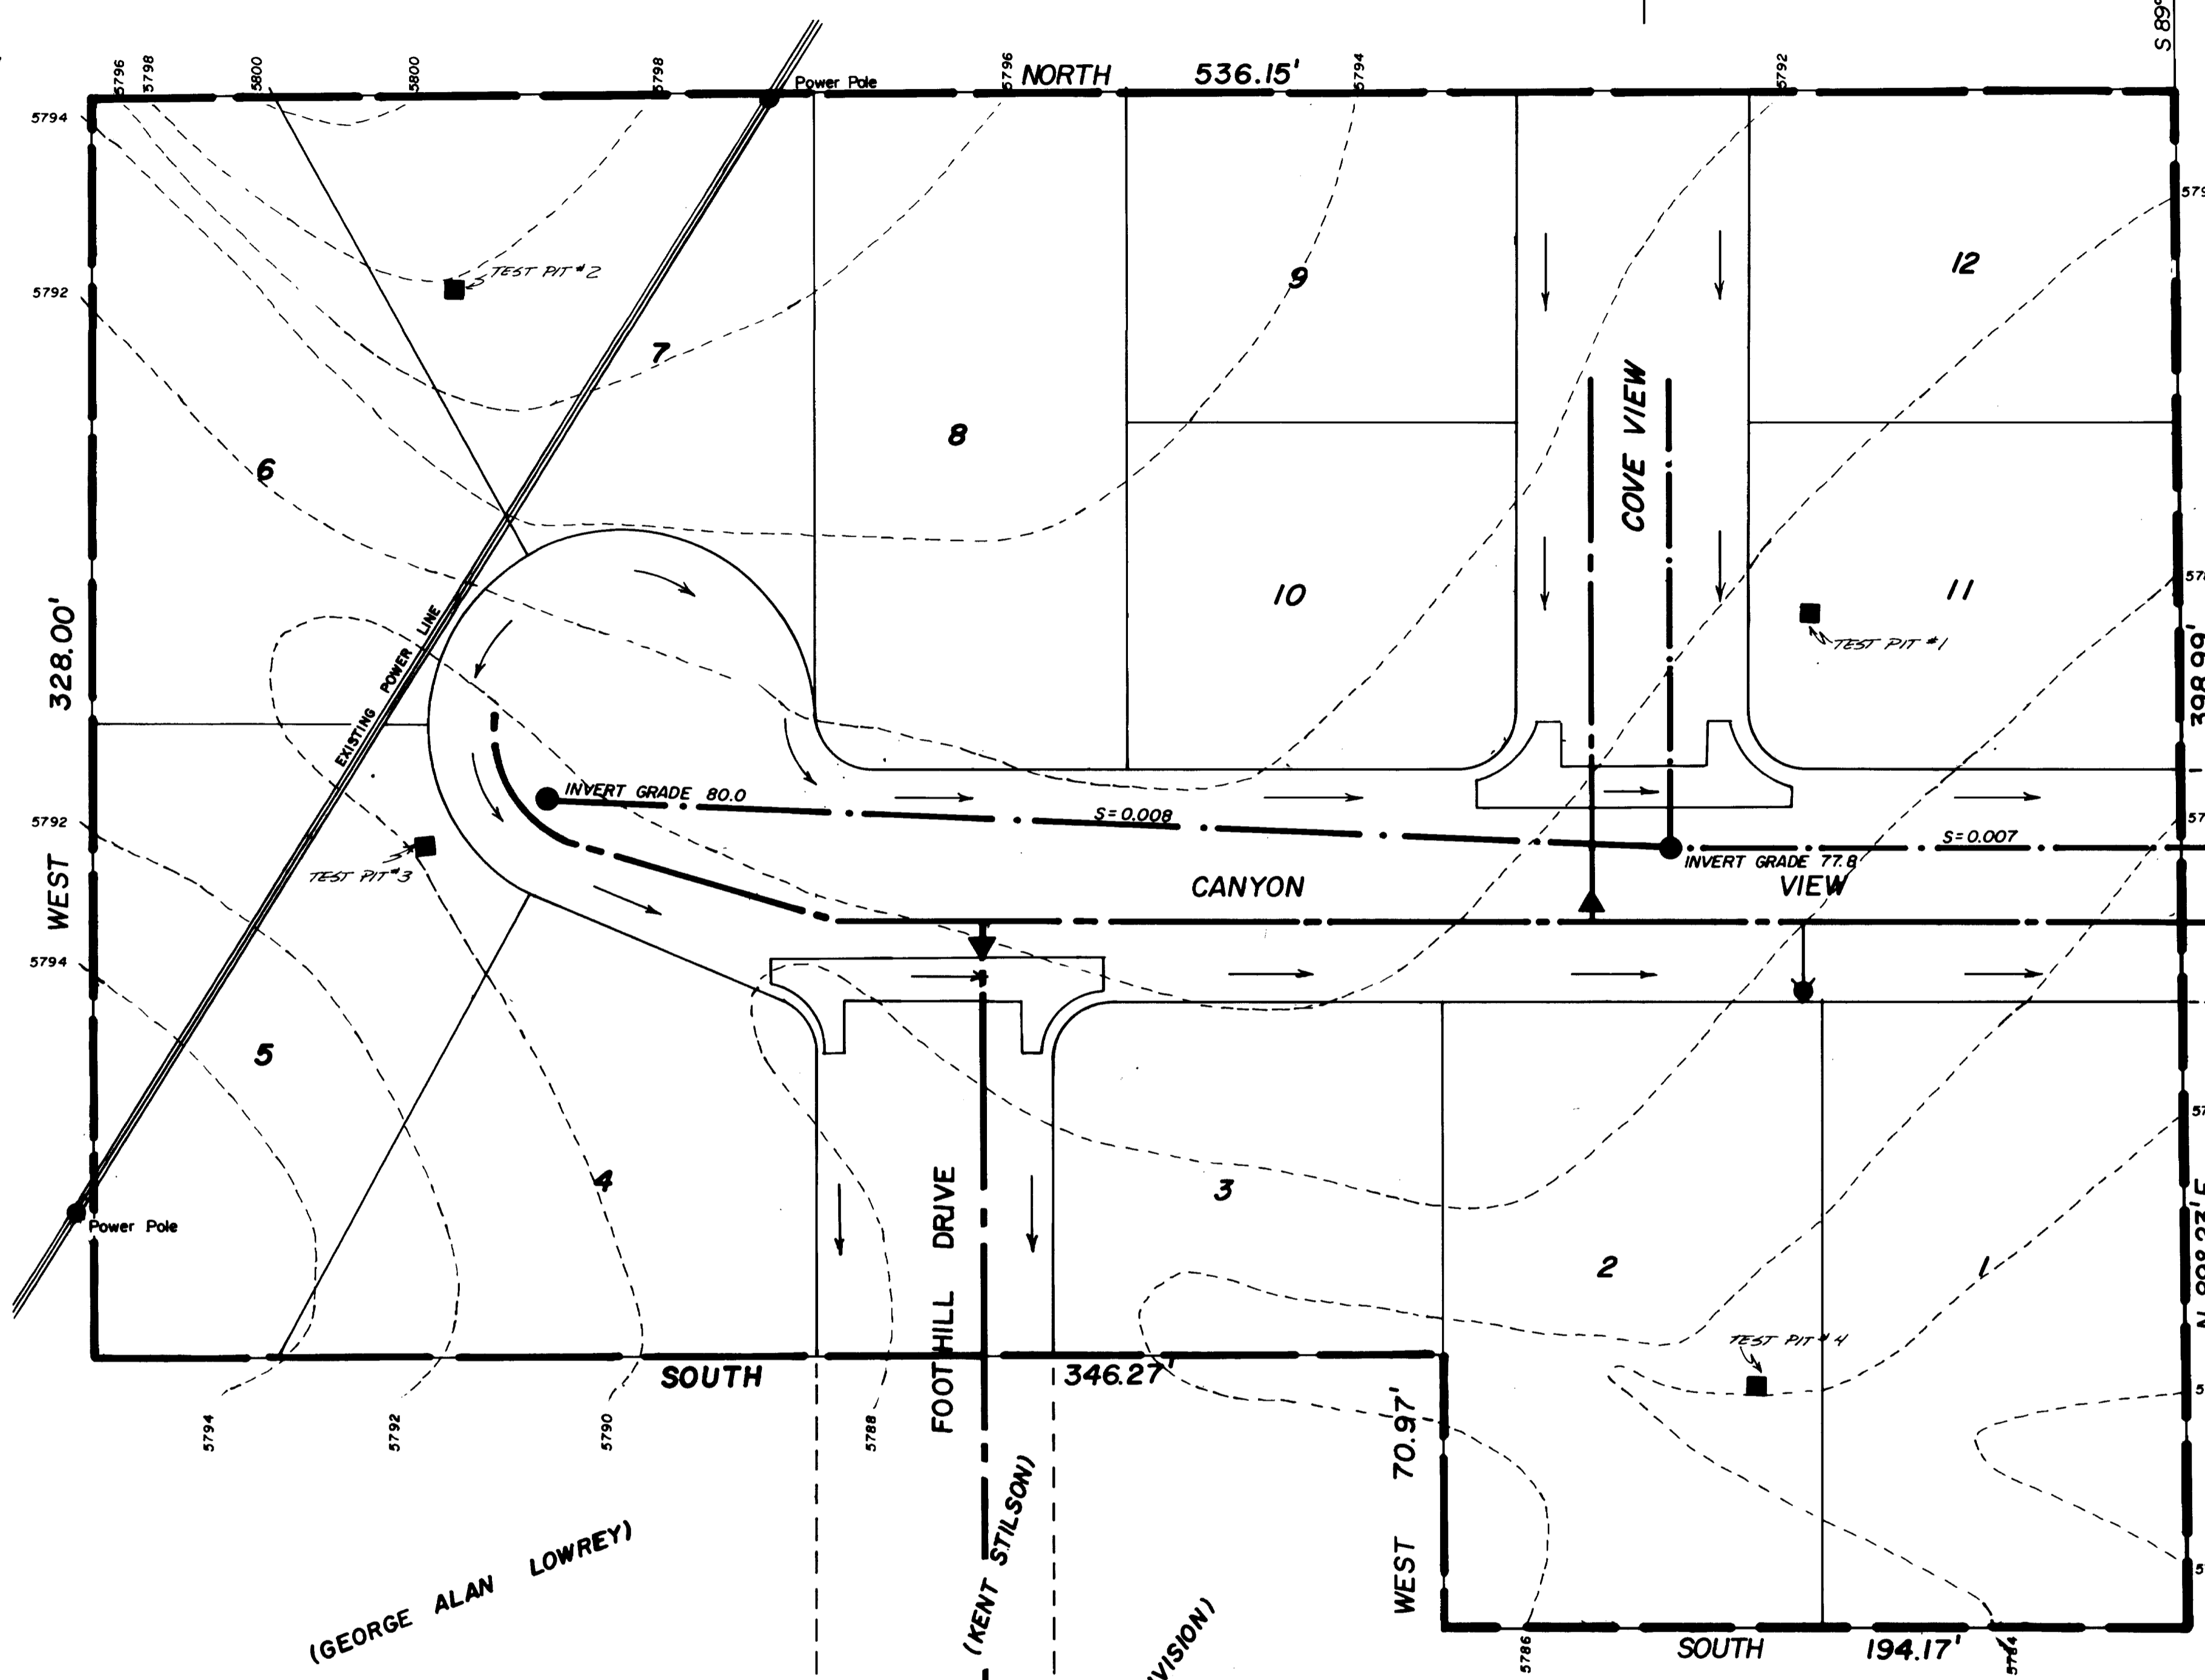 S 89°
5796
5798
5800
5800
5798
Power Pole
5796
NORTH 536.15'
5794
5792
5794
5792
TEST PIT #2
7
6
8
9
10
12
11
COVE VIEW
TEST PIT #1
328.00'
WEST
398.99'
EXISTING POWER LINE
INVERT GRADE 80.0
S=0.008
INVERT GRADE 77.8
S=0.007
CANYON VIEW
5792
TEST PIT #3
5794
5
4
3
2
1
Power Pole
FOOTHILL DRIVE
TEST PIT #4
SOUTH 346.27'
WEST 70.97'
5794
5792
5790
5788
(GEORGE ALAN LOWREY)
(KENT STILSON)
5786
SOUTH 194.17'
5784